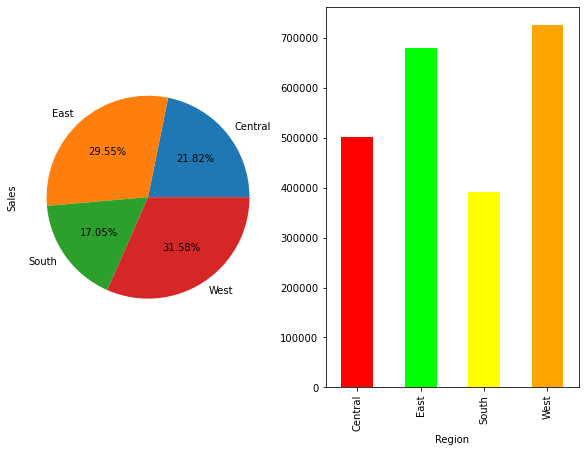 Sales
East
Central
29.55%
21.82%
17.05%
31.58%
South
West
700000
600000
500000
400000
300000
200000
100000
0
Central
East
South
West
Region